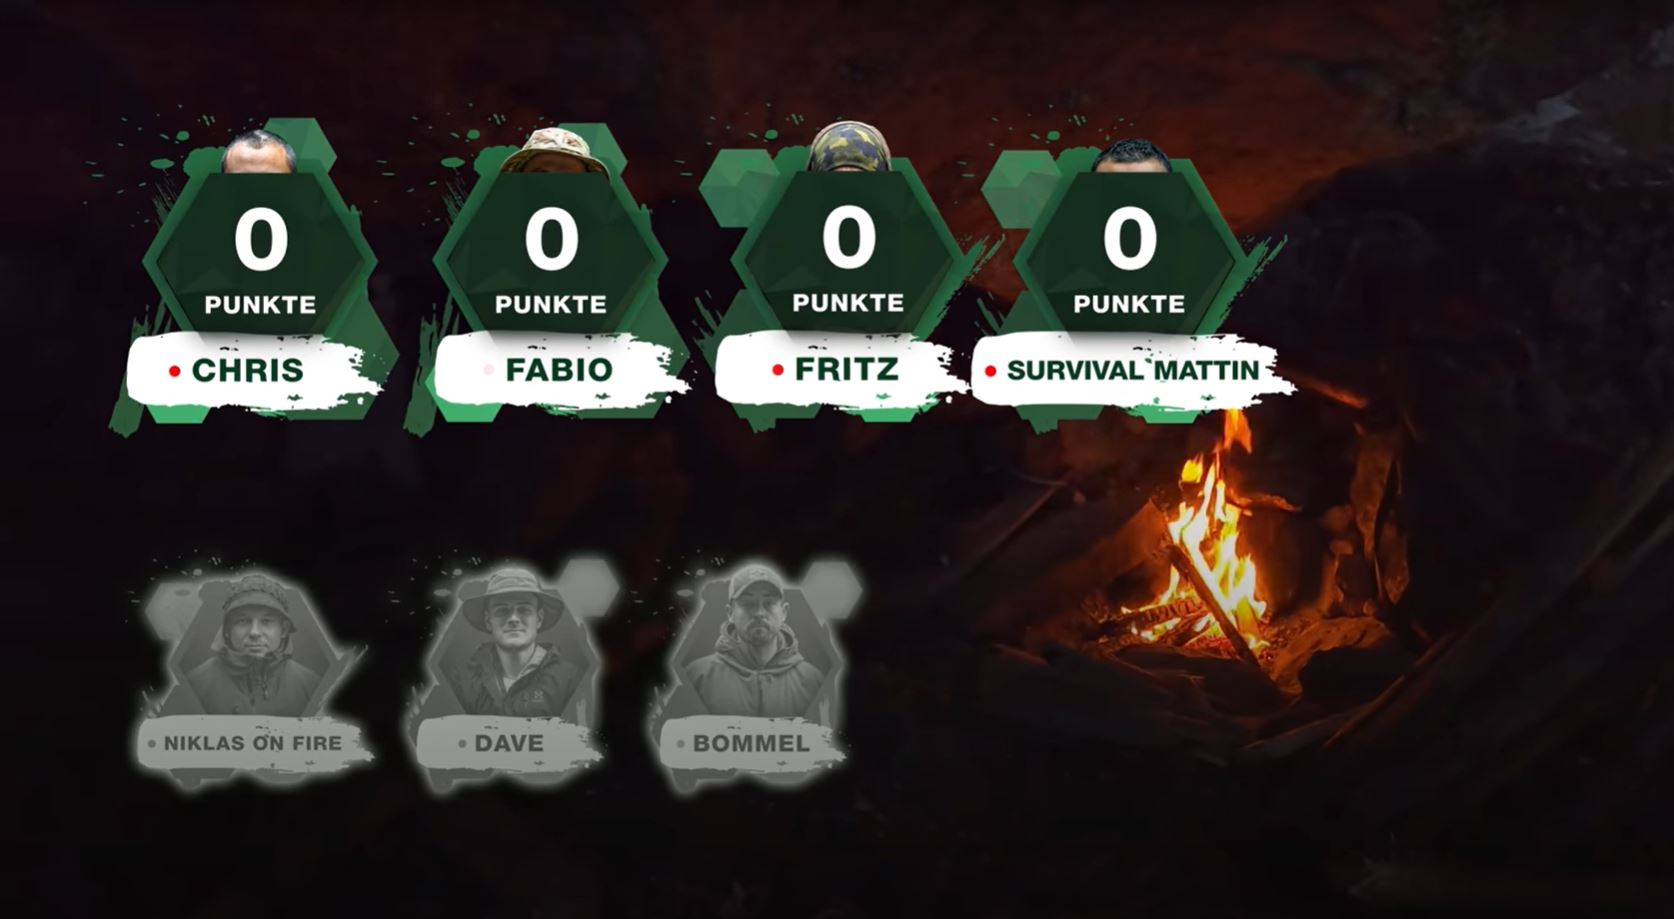 0
PUNKTE
CHRIS
0
PUNKTE
FABIO
0
PUNKTE
FRITZ
0
PUNKTE
SURVIVAL MATTIN
NIKLAS ON FIRE
DAVE
BOMMEL